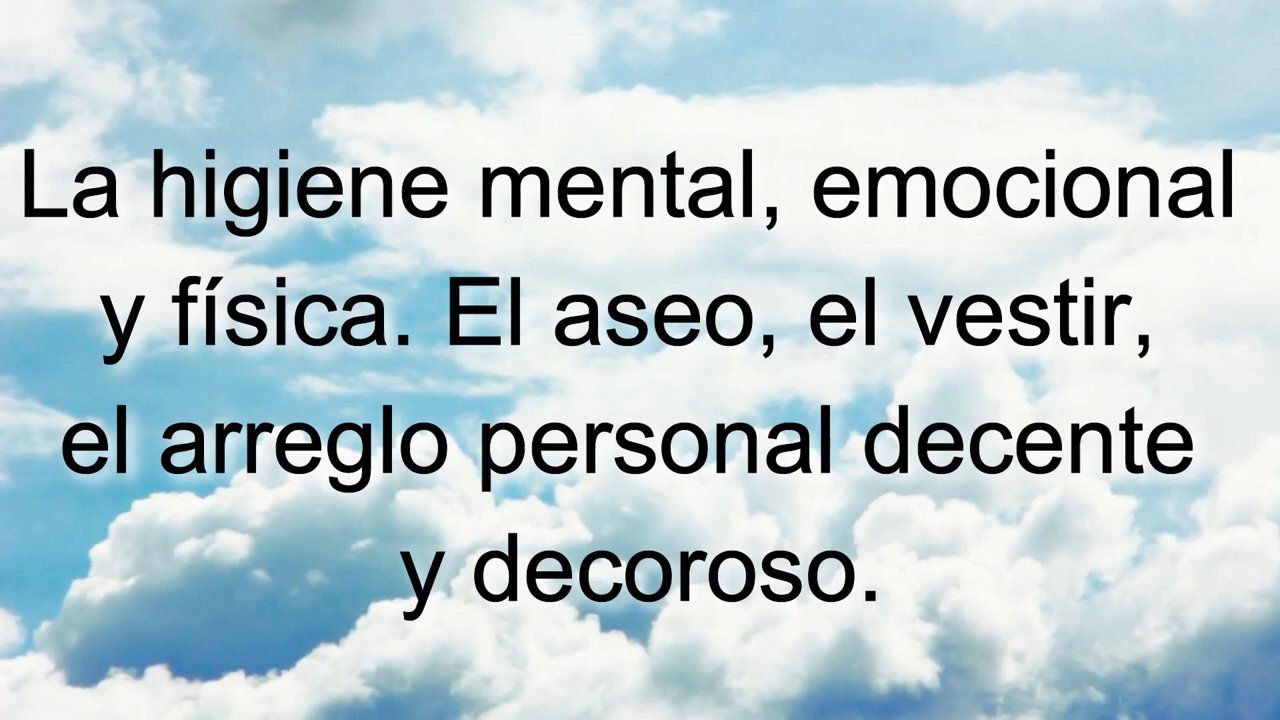 La higiene mental, emocional
y física. El aseo, el vestir,
el arreglo personal decente
y decoroso.